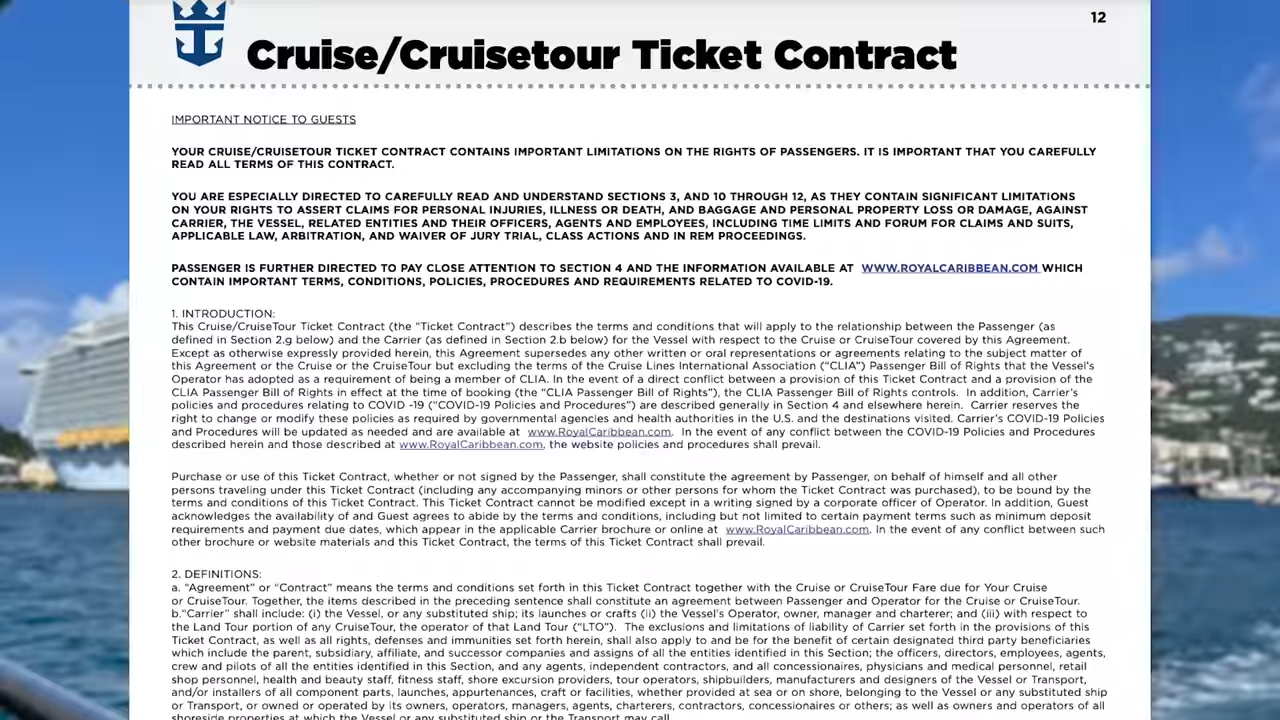 12
Cruise/Cruisetour Ticket Contract
IMPORTANT NOTICE TO GUESTS
YOUR CRUISE/CRUISETOUR TICKET CONTRACT CONTAINS IMPORTANT LIMITATIONS ON THE RIGHTS OF PASSENGERS. IT IS IMPORTANT THAT YOU CAREFULLY
READ ALL TERMS OF THIS CONTRACT.
YOU ARE ESPECIALLY DIRECTED TO CAREFULLY READ AND UNDERSTAND SECTIONS 3, AND 10 THROUGH 12, AS THEY CONTAIN SIGNIFICANT LIMITATIONS
ON YOUR RIGHTS TO ASSERT CLAIMS FOR PERSONAL INJURIES, ILLNESS OR DEATH, AND BAGGAGE AND PERSONAL PROPERTY LOSS OR DAMAGE, AGAINST
CARRIER, THE VESSEL, RELATED ENTITIES AND THEIR OFFICERS, AGENTS AND EMPLOYEES, INCLUDING TIME LIMITS AND FORUM FOR CLAIMS AND SUITS,
APPLICABLE LAW, ARBITRATION, AND WAIVER OF JURY TRIAL, CLASS ACTIONS AND IN REM PROCEEDINGS.
PASSENGER IS FURTHER DIRECTED TO PAY CLOSE ATTENTION TO SECTION 4 AND THE INFORMATION AVAILABLE AT WWW.ROYALCARIBBEAN.COM WHICH
CONTAIN IMPORTANT TERMS, CONDITIONS, POLICIES, PROCEDURES AND REQUIREMENTS RELATED TO COVID-19.
1. INTRODUCTION:
This Cruise/CruiseTour Ticket Contract (the "Ticket Contract") describes the terms and conditions that will apply to the relationship between the Passenger (as
defined in Section 2.g below) and the Carrier (as defined in Section 2.b below) for the Vessel with respect to the Cruise or CruiseTour covered by this Agreement.
Except as otherwise expressly provided herein, this Agreement supersedes any other written or oral representations or agreements relating to the subject matter of
this Agreement or the Cruise or the CruiseTour but excluding the terms of the Cruise Lines International Association ("CLIA") Passenger Bill of Rights that the Vessel's
Operator has adopted as a requirement of being a member of CLIA. In the event of a direct conflict between a provision of this Ticket Contract and a provision of the
CLIA Passenger Bill of Rights in effect at the time of booking (the "CLIA Passenger Bill of Rights"), the CLIA Passenger Bill of Rights controls. In addition, Carrier's
policies and procedures relating to COVID -19 ("COVID-19 Policies and Procedures") are described generally in Section 4 and elsewhere herein. Carrier reserves the
right to change or modify these policies as required by governmental agencies and health authorities in the U.S. and the destinations visited. Carrier's COVID-19 Policies
and Procedures will be updated as needed and are available at www.RoyalCaribbean.com. In the event of any conflict between the COVID-19 Policies and Procedures
described herein and those described at www.RoyalCaribbean.com, the website policies and procedures shall prevail.
Purchase or use of this Ticket Contract, whether or not signed by the Passenger, shall constitute the agreement by Passenger, on behalf of himself and all other
persons traveling under this Ticket Contract (including any accompanying minors or other persons for whom the Ticket Contract was purchased), to be bound by the
terms and conditions of this Ticket Contract. This Ticket Contract cannot be modified except in a writing signed by a corporate officer of Operator. In addition, Guest
acknowledges the availability of and Guest agrees to abide by the terms and conditions, including but not limited to certain payment terms such as minimum deposit
requirements and payment due dates, which appear in the applicable Carrier brochure or online at www.RoyalCaribbean.com. In the event of any conflict between such
other brochure or website materials and this Ticket Contract, the terms of this Ticket Contract shall prevail.
2. DEFINITIONS:
a. "Agreement" or "Contract" means the terms and conditions set forth in this Ticket Contract together with the Cruise or CruiseTour Fare due for Your Cruise
or CruiseTour. Together, the items described in the preceding sentence shall constitute an agreement between Passenger and Operator for the Cruise or CruiseTour.
b."Carrier" shall include: (i) the Vessel, or any substituted ship; its launches or crafts (ii) the Vessel's Operator, owner, manager and charterer; and (iii) with respect to
the Land Tour portion of any CruiseTour, the operator of that Land Tour ("LTO"). The exclusions and limitations of liability of Carrier set forth in the provisions of this
Ticket Contract, as well as all rights, defenses and immunities set forth herein, shall also apply to and be for the benefit of certain designated third party beneficiaries
which include the parent, subsidiary, affiliate, and successor companies and assigns of all the entities identified in this Section; the officers, directors, employees, agents,
crew and pilots of all the entities identified in this Section, and any agents, independent contractors, and all concessionaires, physicians and medical personnel, retail
shop personnel, health and beauty staff, fitness staff, shore excursion providers, tour operators, shipbuilders, manufacturers and designers of the Vessel or Transport,
and/or installers of all component parts, launches, appurtenances, craft or facilities, whether provided at sea or on shore, belonging to the Vessel or any substituted ship
or Transport, or owned or operated by its owners, operators, managers, agents, charterers, contractors, concessionaires or others; as well as owners and operators of all
shoreside properties at which the Vessel or any substituted ship or the Transport may call.